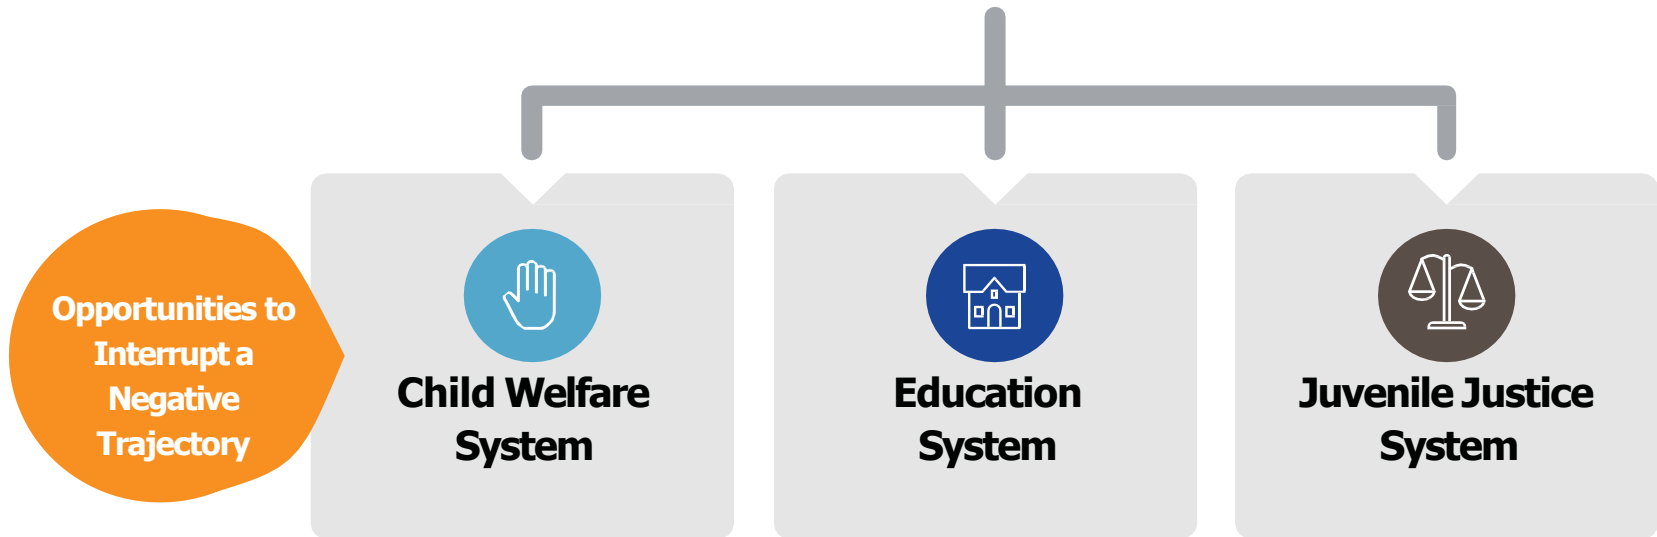 Opportunities to
Interrupt a
Negative
Trajectory
Child Welfare
System
Education
System
Juvenile Justice
System